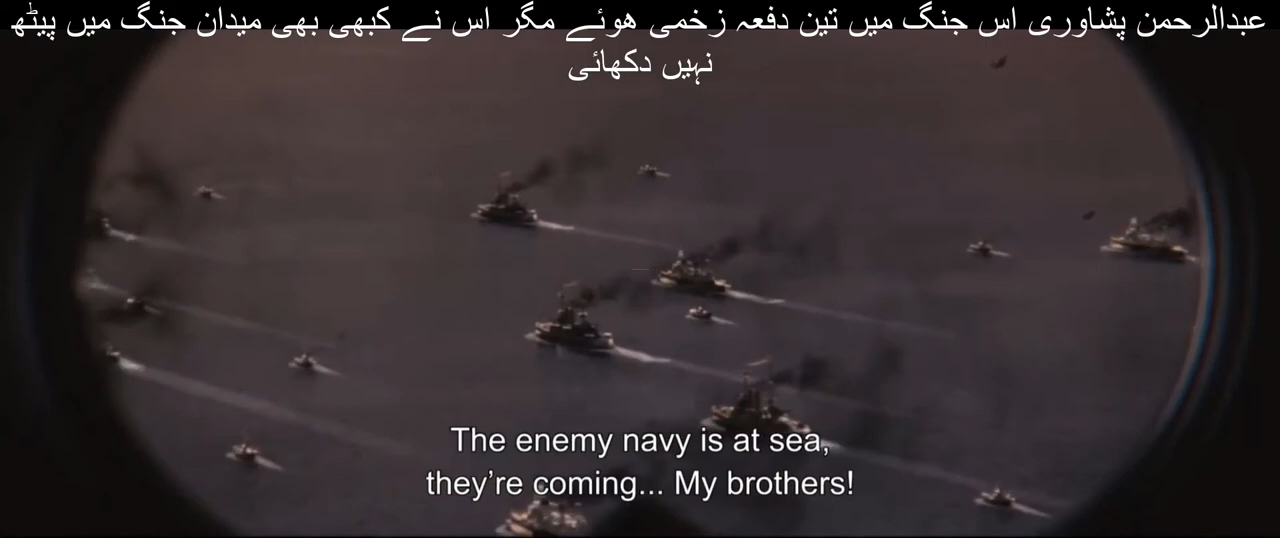 عبدالرحمن پشاوری اس جنگ میں تین دفعہ زخمی هوئے مگر اس نے کبھی بھی میدان جنگ میں پیٹھ
نہیں دکھائی
The enemy navy is at sea,
they're coming... My brothers!